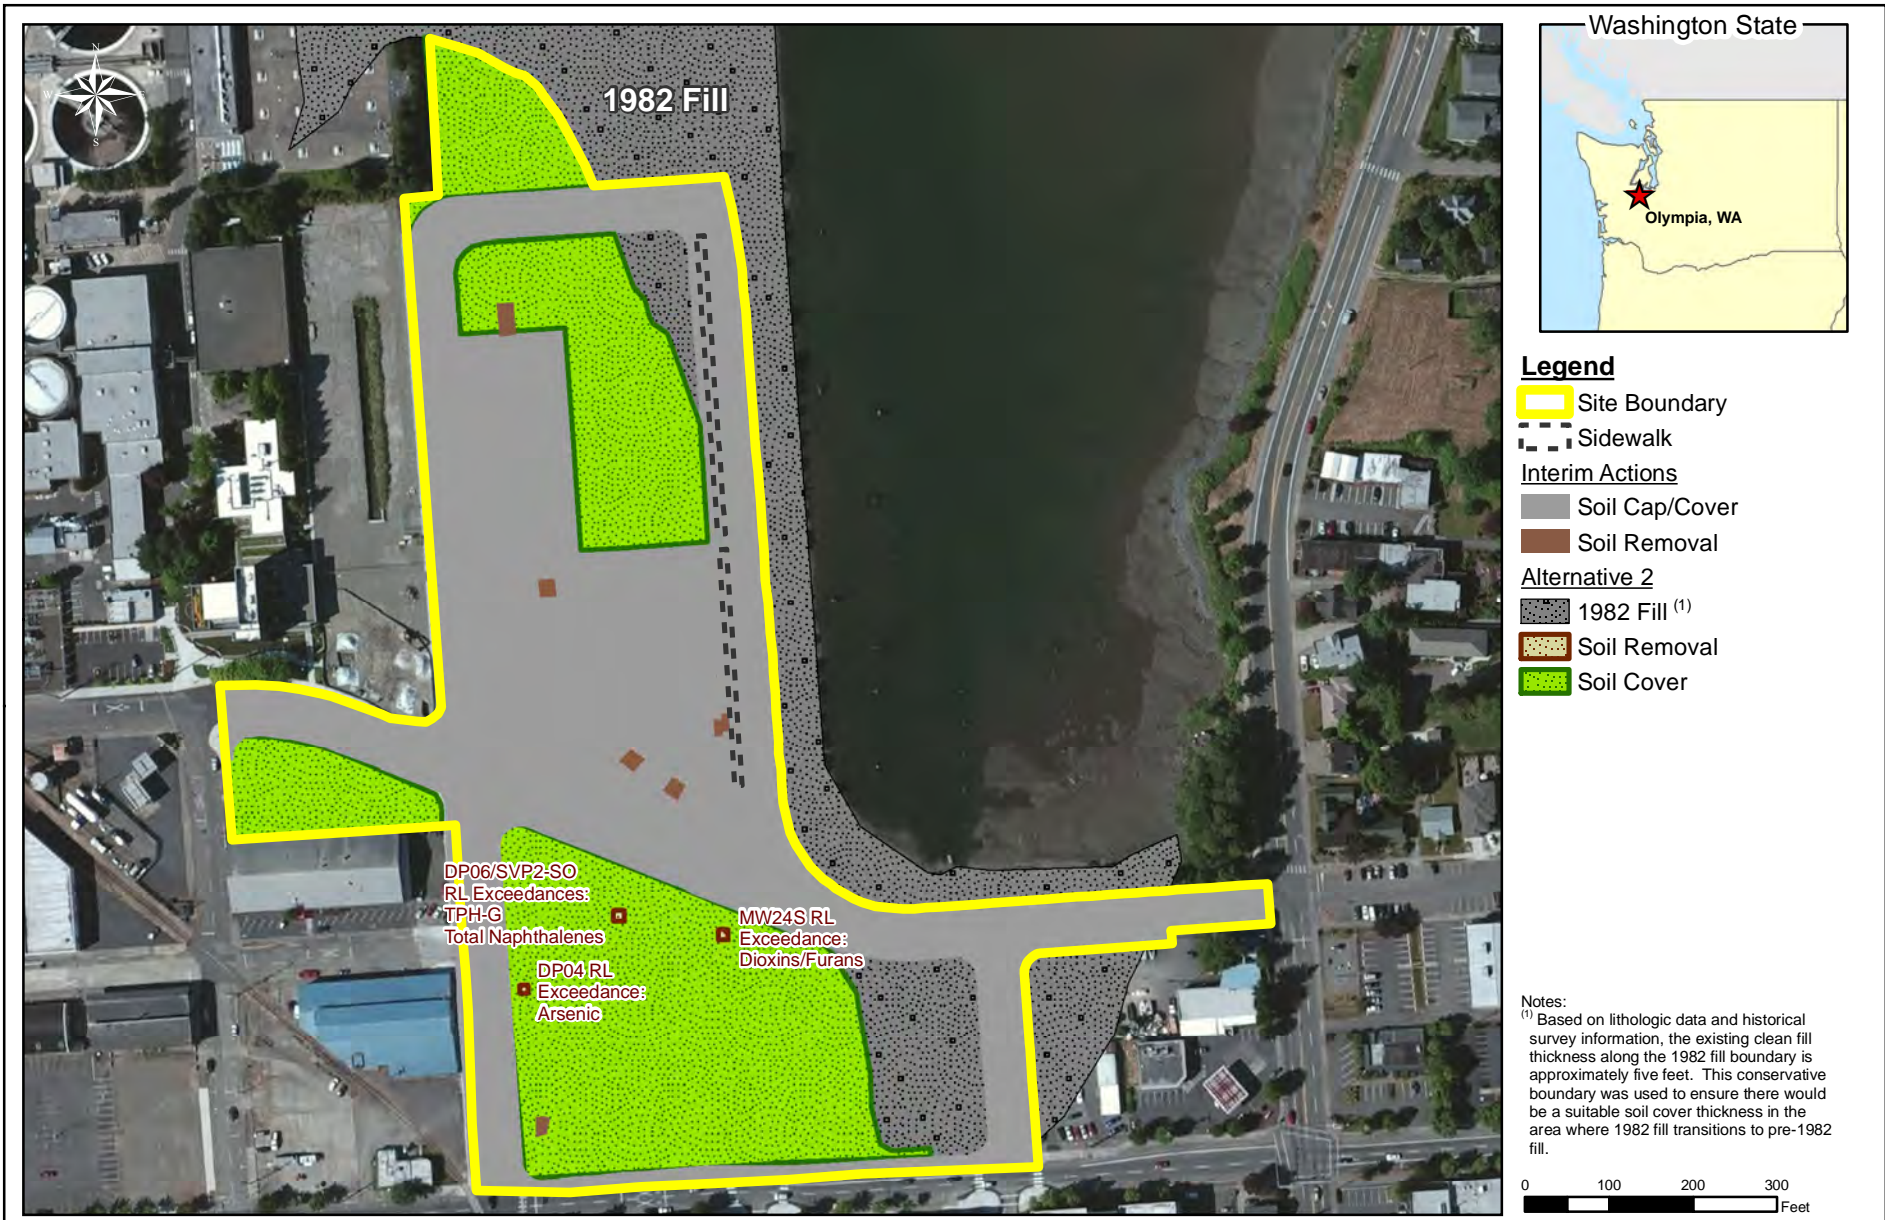 N
W
E
S
1982 Fill
DP06/SVP2-SO
RL Exceedances:
TPH-G
Total Naphthalenes
MW24S RL
Exceedance:
Dioxins/Furans
DP04 RL
Exceedance:
Arsenic
Washington State
Olympia, WA
Legend
Site Boundary
Sidewalk
Interim Actions
Soil Cap/Cover
Soil Removal
Alternative 2
1982 Fill (1)
Soil Removal
Soil Cover
Notes:
(1) Based on lithologic data and historical
survey information, the existing clean fill
thickness along the 1982 fill boundary is
approximately five feet. This conservative
boundary was used to ensure there would
be a suitable soil cover thickness in the
area where 1982 fill transitions to pre-1982
fill.
0 100 200 300
Feet